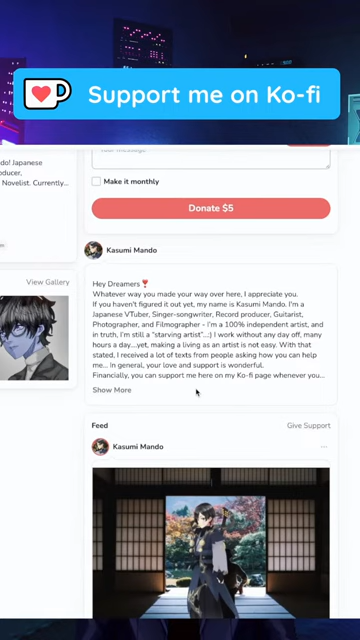 Support me on Ko-fi
Your message
ndo! Japanese
oducer,
Novelist. Currently...
Make it monthly
Donate $5
Kasumi Mando
View Gallery
Hey Dreamers❣️
Whatever way you made your way over here, I appreciate you.
If you haven't figured it out yet, my name is Kasumi Mando. I'm a
Japanese VTuber, Singer-songwriter, Record producer, Guitarist,
Photographer, and Filmographer - I'm a 100% independent artist, and
in truth, I'm still a "starving artist"...:) I work without any day off, many
hours a day....yet, making a living as an artist is not easy. With that
stated, I received a lot of texts from people asking how you can help
me... In general, your love and support is wonderful.
Financially, you can support me here on my Ko-fi page whenever you...
Show More
Feed
Give Support
Kasumi Mando